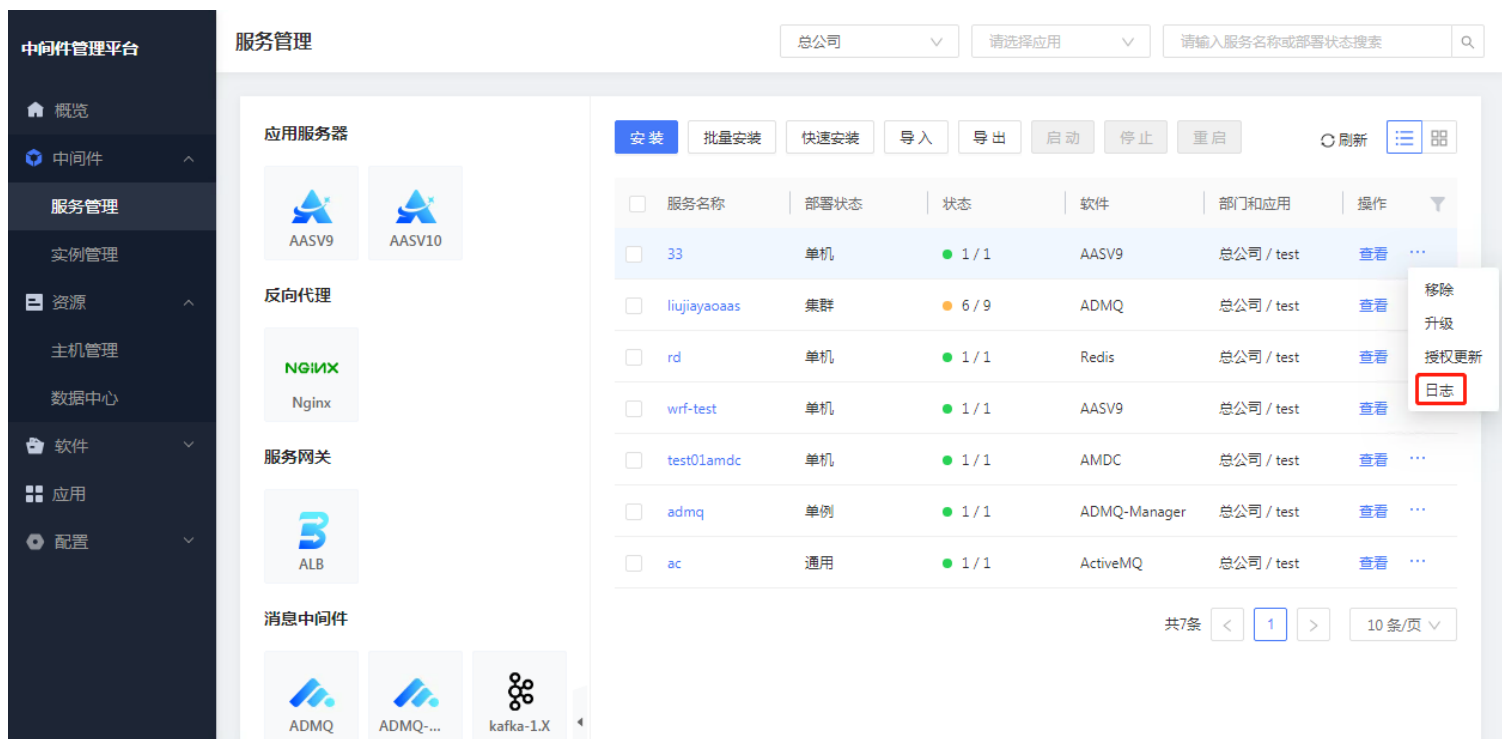 中间件管理平台
概览
中间件
服务管理
实例管理
资源
主机管理
数据中心
软件
应用
配置
服务管理
总公司
请选择应用
请输入服务名称或部署状态搜索
应用服务器
AASV9
AASV10
反向代理
NGINX
Nginx
服务网关
ALB
消息中间件
ADMQ
ADMQ-...
kafka-1.X
安装 批量安装 快速安装 导入 导出 启动 停止 重启 刷新
服务名称 部署状态 状态 软件 部门和应用 操作
33 单机 1 / 1 AASV9 总公司 / test 查看 ...
liujiayaoaas 集群 6 / 9 ADMQ 总公司 / test 查看
rd 单机 1 / 1 Redis 总公司 / test 查看
wrf-test 单机 1 / 1 AASV9 总公司 / test 查看
test01amdc 单机 1 / 1 AMDC 总公司 / test 查看 ...
admq 单例 1 / 1 ADMQ-Manager 总公司 / test 查看 ...
ac 通用 1 / 1 ActiveMQ 总公司 / test 查看 ...
移除
升级
授权更新
日志
共7条 < 1 > 10 条/页